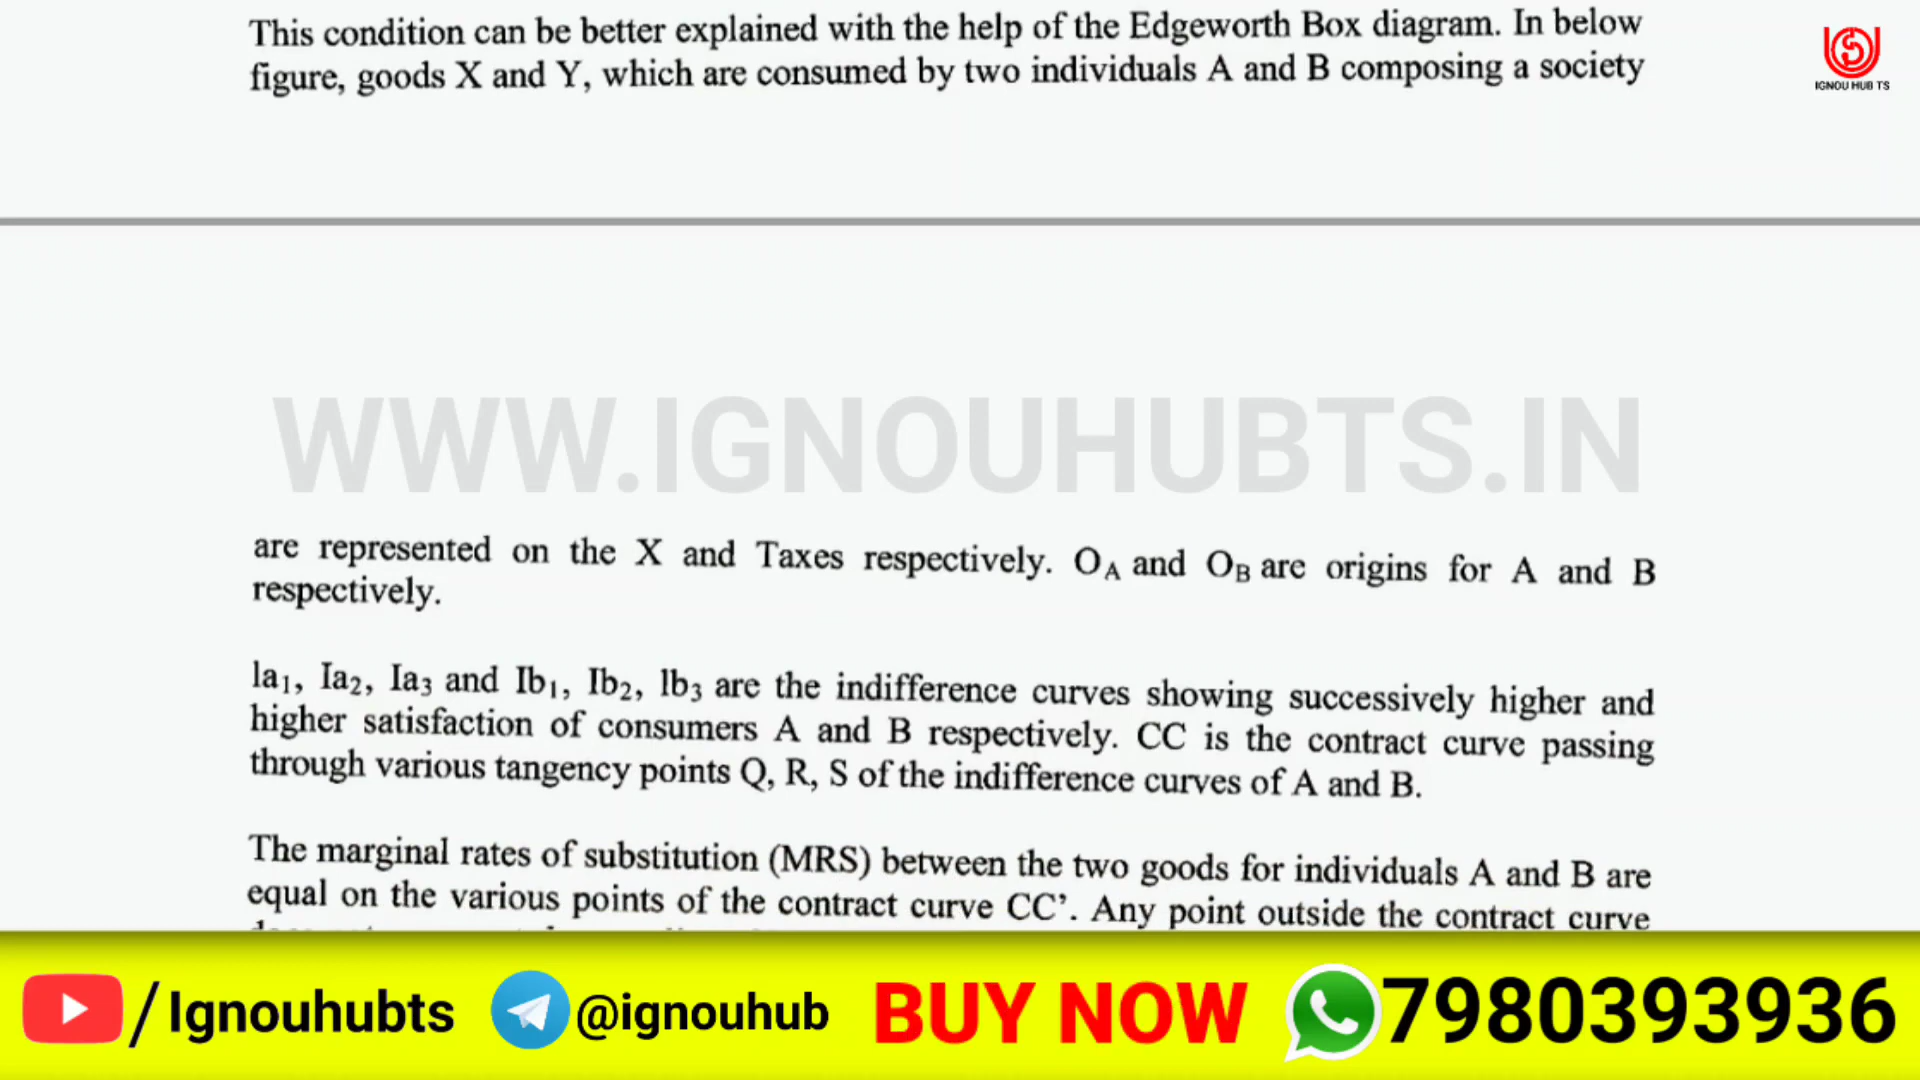 This condition can be better explained with the help of the Edgeworth Box diagram. In below
figure, goods X and Y, which are consumed by two individuals A and B composing a society
IGNOU HUB TS
WWW.IGNOUHUBTS.IN
are represented on the X and Taxes respectively. OA and OB are origins for A and B
respectively.
la1, Ia2, Ia3 and Ib1, Ib2, lb3 are the indifference curves showing successively higher and
higher satisfaction of consumers A and B respectively. CC is the contract curve passing
through various tangency points Q, R, S of the indifference curves of A and B.
The marginal rates of substitution (MRS) between the two goods for individuals A and B are
equal on the various points of the contract curve CC’. Any point outside the contract curve
/Ignouhubts @ignouhub BUY NOW 7980393936